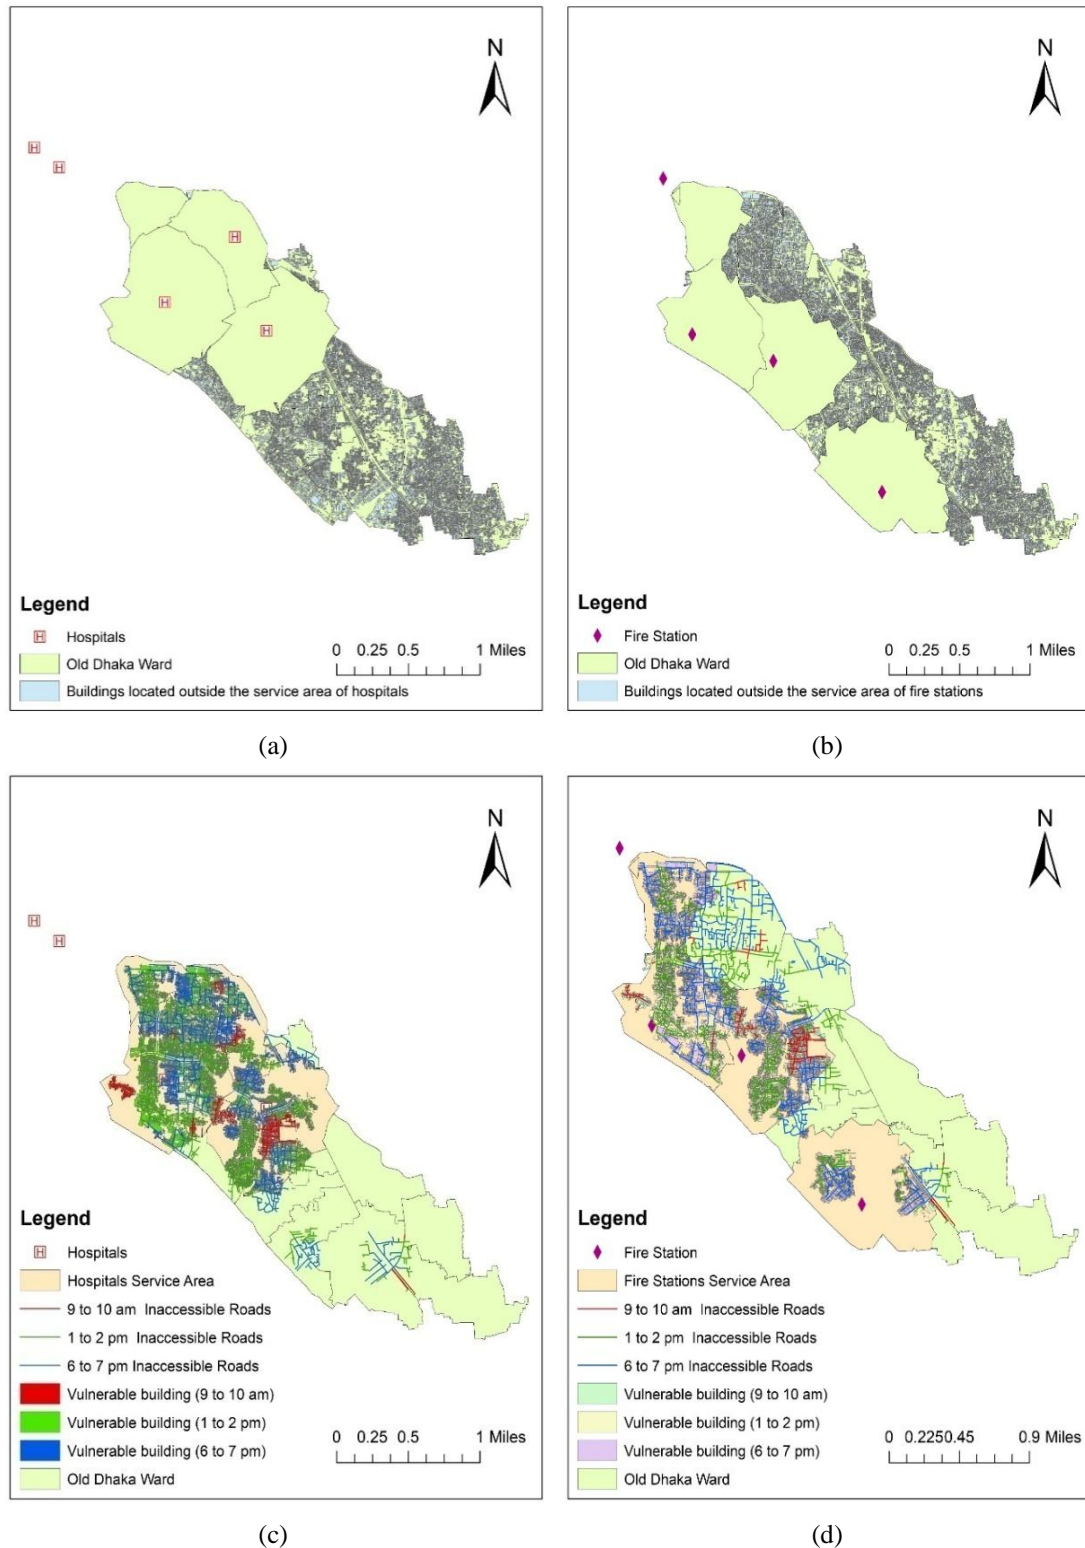 N
H
H
H
H
H
Legend
H Hospitals
Old Dhaka Ward
Buildings located outside the service area of hospitals
0 0.25 0.5 1 Miles
(a)
N
Legend
Fire Station
Old Dhaka Ward
Buildings located outside the service area of fire stations
0 0.25 0.5 1 Miles
(b)
N
H
H
Legend
H Hospitals
Hospitals Service Area
9 to 10 am Inaccessible Roads
1 to 2 pm Inaccessible Roads
6 to 7 pm Inaccessible Roads
Vulnerable building (9 to 10 am)
Vulnerable building (1 to 2 pm)
Vulnerable building (6 to 7 pm)
Old Dhaka Ward
0 0.25 0.5 1 Miles
(c)
N
Legend
Fire Station
Fire Stations Service Area
9 to 10 am Inaccessible Roads
1 to 2 pm Inaccessible Roads
6 to 7 pm Inaccessible Roads
Vulnerable building (9 to 10 am)
Vulnerable building (1 to 2 pm)
Vulnerable building (6 to 7 pm)
Old Dhaka Ward
0 0.2250.45 0.9 Miles
(d)